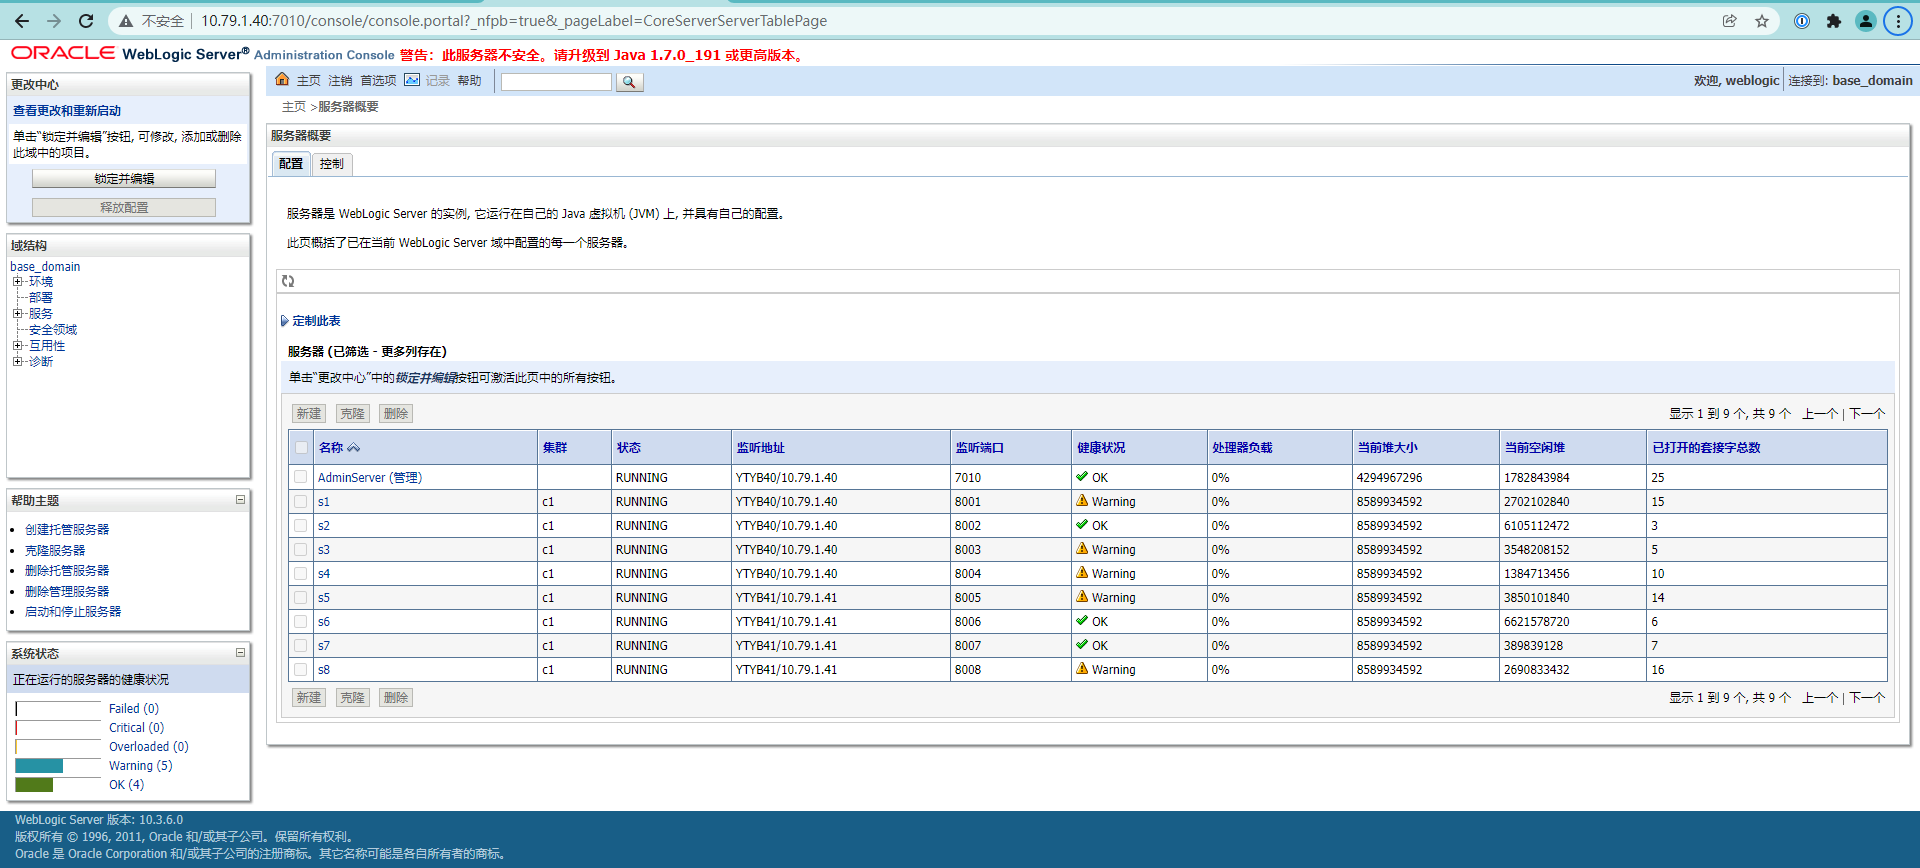 不安全 10.79.1.40:7010/console/console.portal?_nfpb=true&_pageLabel=CoreServerServerTablePage
ORACLE WebLogic Server® Administration Console 警告：此服务器不安全。请升级到 Java 1.7.0_191 或更高版本。
更改中心
查看更改和重新启动
单击“锁定并编辑”按钮, 可修改, 添加或删除
此域中的项目。
锁定并编辑
释放配置
域结构
base_domain
环境
部署
服务
安全领域
互用性
诊断
帮助主题
创建托管服务器
克隆服务器
删除托管服务器
删除管理服务器
启动和停止服务器
系统状态
正在运行的服务器的健康状况
Failed (0)
Critical (0)
Overloaded (0)
Warning (5)
OK (4)
主页 注销 首选项 记录 帮助
欢迎, weblogic 连接到: base_domain
主页 >服务器概要
服务器概要
配置 控制
服务器是 WebLogic Server 的实例, 它运行在自己的 Java 虚拟机 (JVM) 上, 并具有自己的配置。
此页概括了已在当前 WebLogic Server 域中配置的每一个服务器。
定制此表
服务器 (已筛选 - 更多列存在)
单击“更改中心”中的锁定并编辑按钮可激活此页中的所有按钮。
新建 克隆 删除 显示 1 到 9 个, 共 9 个 上一个 | 下一个
名称 集群 状态 监听地址 监听端口 健康状况 处理器负载 当前堆大小 当前空闲堆 已打开的套接字总数
AdminServer (管理) RUNNING YTYB40/10.79.1.40 7010 OK 0% 4294967296 1782843984 25
s1 c1 RUNNING YTYB40/10.79.1.40 8001 Warning 0% 8589934592 2702102840 15
s2 c1 RUNNING YTYB40/10.79.1.40 8002 OK 0% 8589934592 6105112472 3
s3 c1 RUNNING YTYB40/10.79.1.40 8003 Warning 0% 8589934592 3548208152 5
s4 c1 RUNNING YTYB40/10.79.1.40 8004 Warning 0% 8589934592 1384713456 10
s5 c1 RUNNING YTYB41/10.79.1.41 8005 Warning 0% 8589934592 3850101840 14
s6 c1 RUNNING YTYB41/10.79.1.41 8006 OK 0% 8589934592 6621578720 6
s7 c1 RUNNING YTYB41/10.79.1.41 8007 OK 0% 8589934592 389839128 7
s8 c1 RUNNING YTYB41/10.79.1.41 8008 Warning 0% 8589934592 2690833432 16
新建 克隆 删除 显示 1 到 9 个, 共 9 个 上一个 | 下一个
WebLogic Server 版本: 10.3.6.0
版权所有 © 1996, 2011, Oracle 和/或其子公司。保留所有权利。
Oracle 是 Oracle Corporation 和/或其子公司的注册商标。其它名称可能是各自所有者的商标。